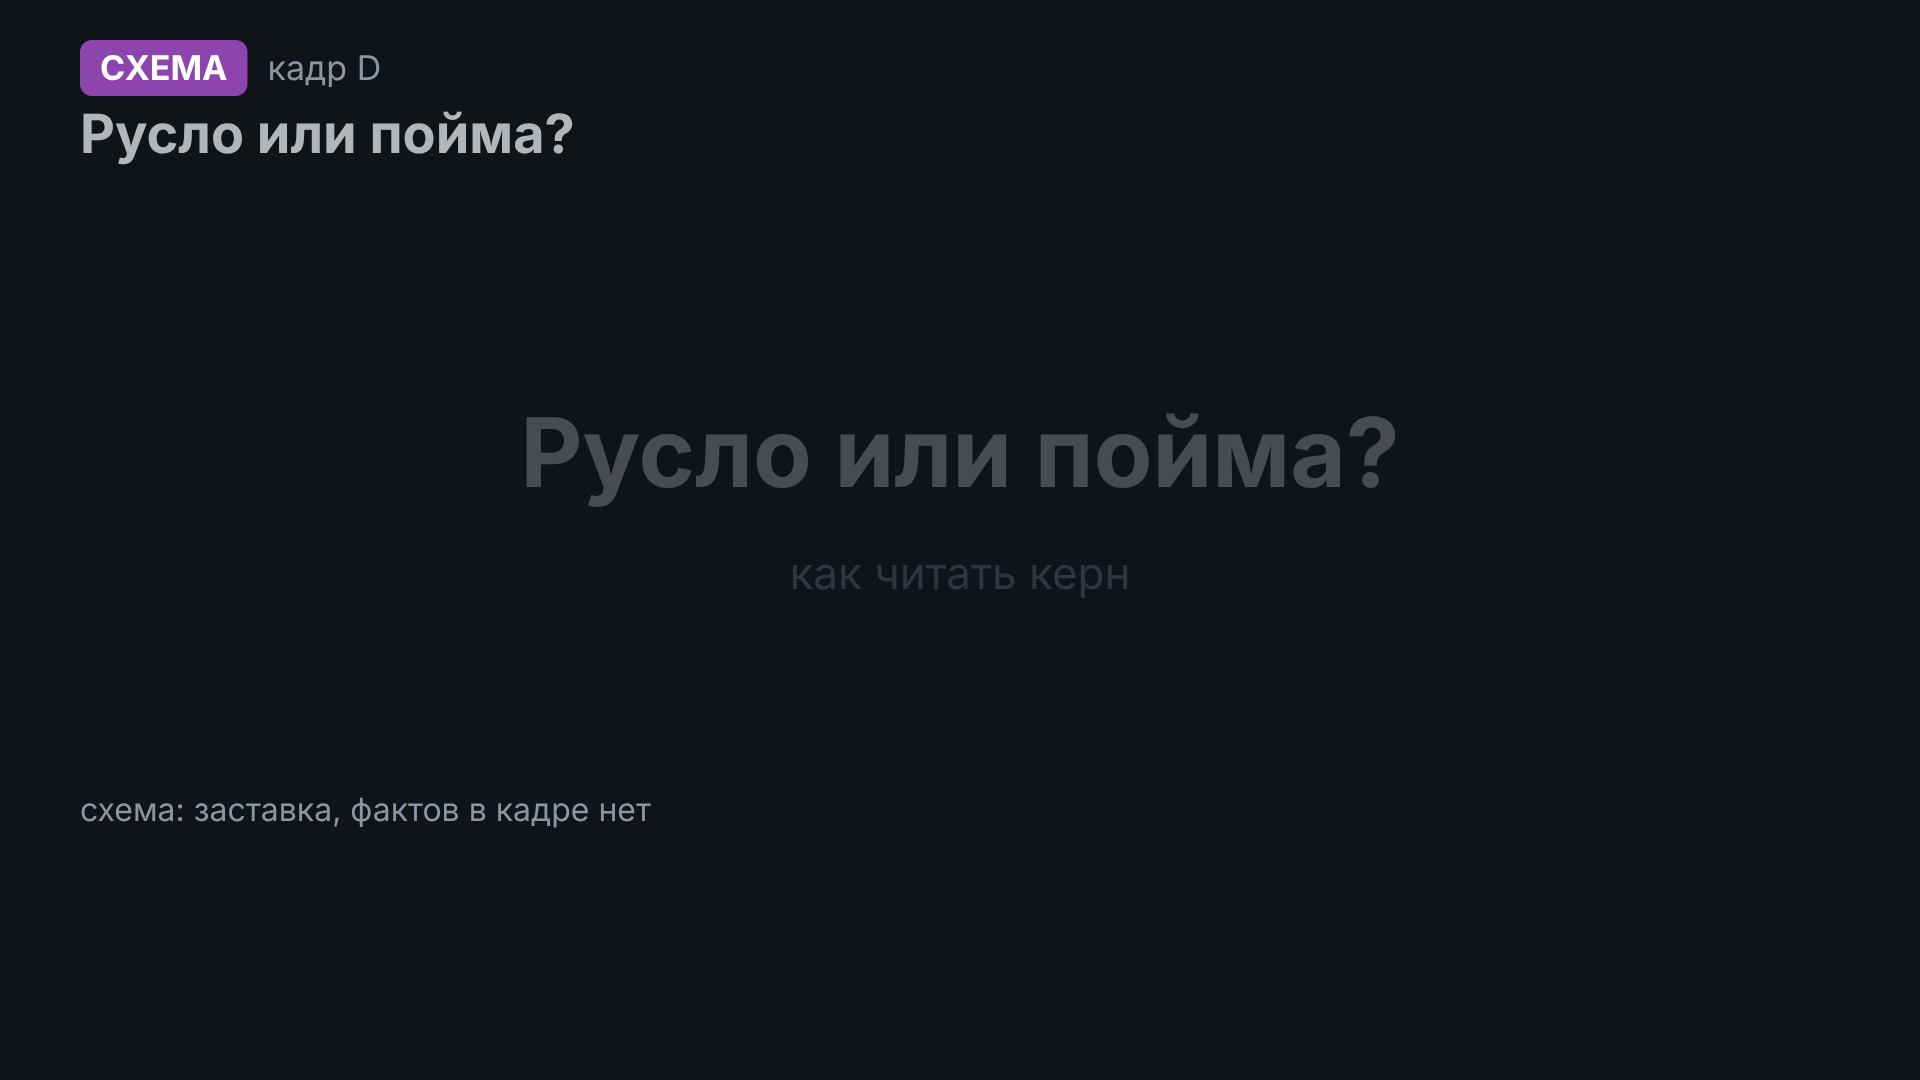 СХЕМА кадр D
Русло или пойма?
Русло или пойма?
как читать керн
схема: заставка, фактов в кадре нет